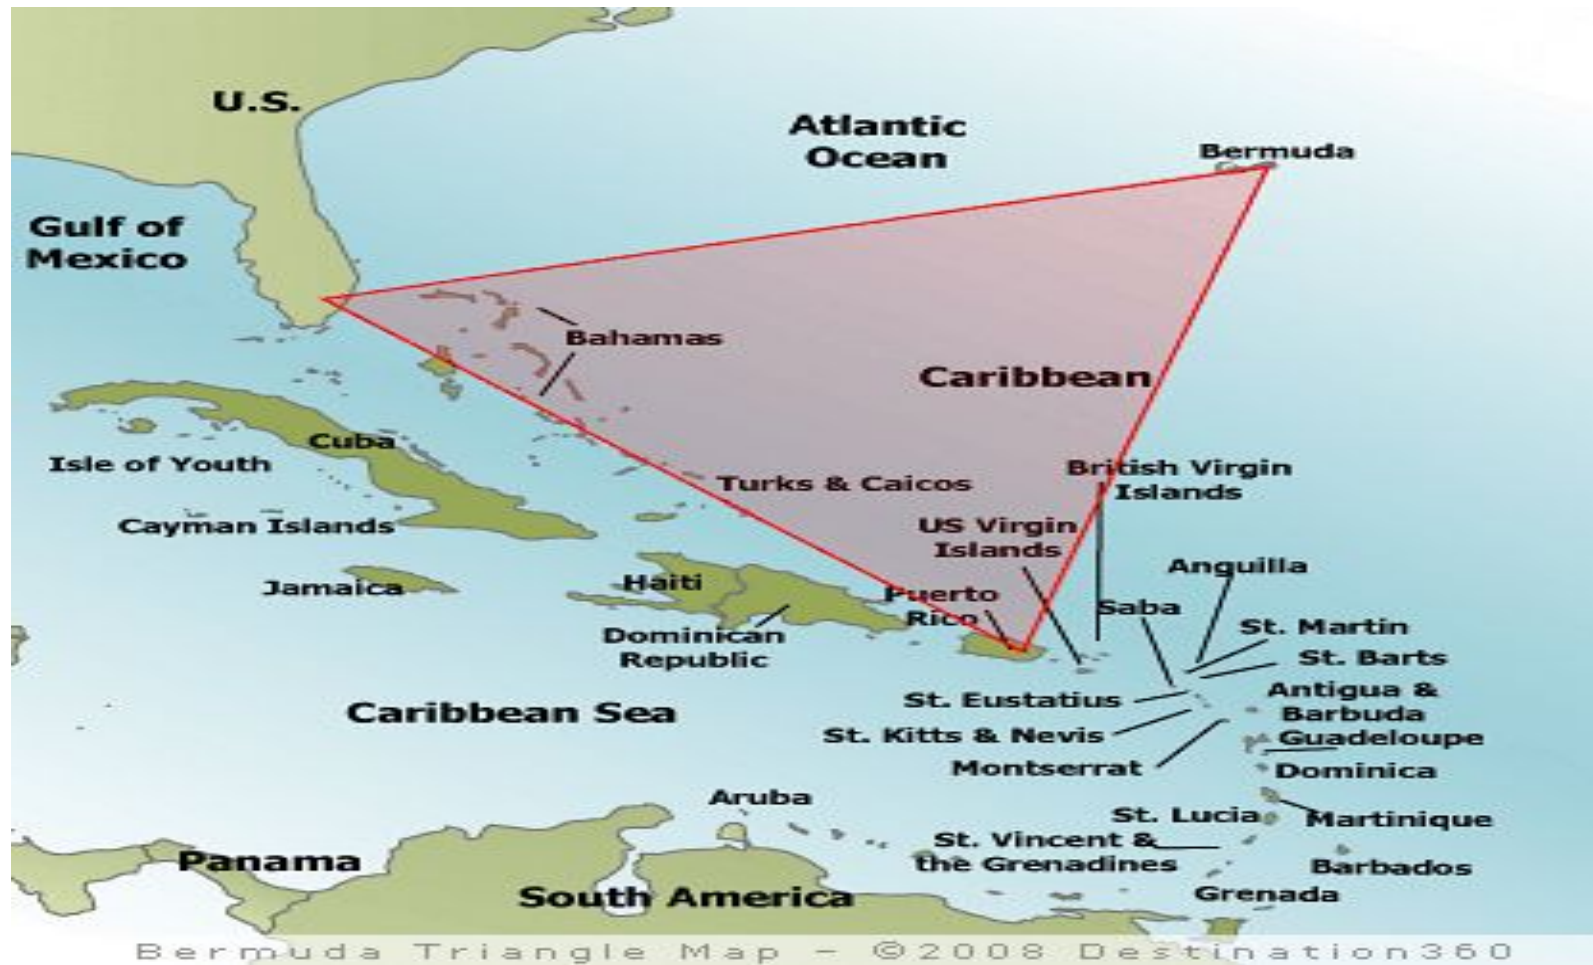 U.S.
Atlantic
Ocean
Bermuda
Gulf of
Mexico
Bahamas
Caribbean
Cuba
Isle of Youth
Turks & Caicos
British Virgin
Islands
Cayman Islands
US Virgin
Islands
Anguilla
Jamaica
Haiti
Puerto
Rico
Saba
St. Martin
Dominican
Republic
St. Barts
St. Eustatius
Antigua &
Barbuda
Caribbean Sea
St. Kitts & Nevis
Guadeloupe
Montserrat
Dominica
Aruba
St. Lucia
Martinique
St. Vincent &
the Grenadines
Panama
Barbados
South America
Grenada
Bermuda Triangle Map - ©2008 Destination360